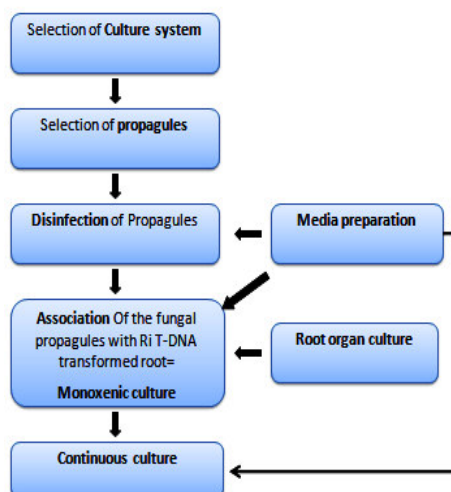 Selection of Culture system
Selection of propagules
Disinfection of Propagules
Media preparation
Association Of the fungal
propagules with Ri T-DNA
transformed root=
Monoxenic culture
Root organ culture
Continuous culture